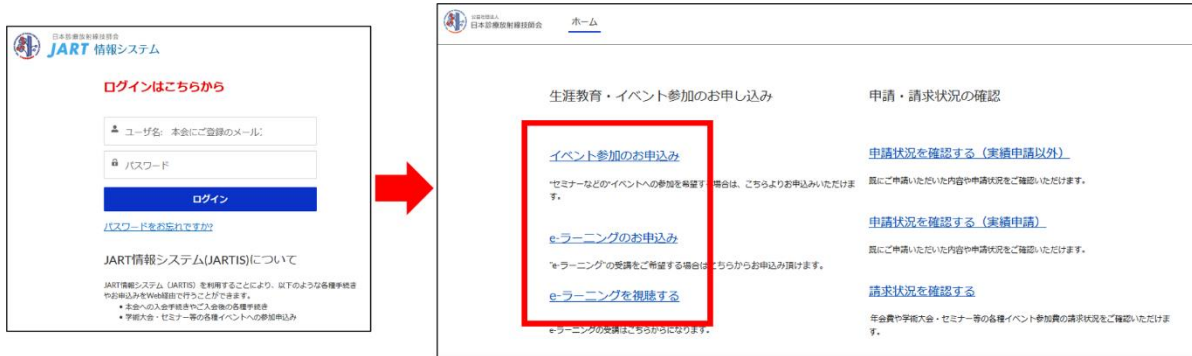 日本診療放射線技師会
JART 情報システム
ログインはこちらから
ユーザ名: 本会にご登録のメール:
パスワード
ログイン
パスワードをお忘れですか?
JART情報システム(JARTIS)について
JART情報システム（JARTIS）を利用することにより、以下のような各種手続き
やお申込みをWeb経由で行うことができます。
• 本会への入会手続きやご入会後の各種手続き
• 学術大会・セミナー等の各種イベントへの参加申込み
公益社団法人
日本診療放射線技師会
ホーム
生涯教育・イベント参加のお申し込み
イベント参加のお申込み
"セミナーなどの"イベントへの参加を希望する場合は、こちらよりお申込みいただけま
す。
e-ラーニングのお申込み
"e-ラーニング"の受講をご希望する場合はこちらからお申込み頂けます。
e-ラーニングを視聴する
e-ラーニングの受講はこちらからになります。
申請・請求状況の確認
申請状況を確認する（実績申請以外）
既にご申請いただいた内容や申請状況をご確認いただけます。
申請状況を確認する（実績申請）
既にご申請いただいた内容や申請状況をご確認いただけます。
請求状況を確認する
年会費や学術大会・セミナー等の各種イベント参加費の請求状況をご確認いただけま
す。